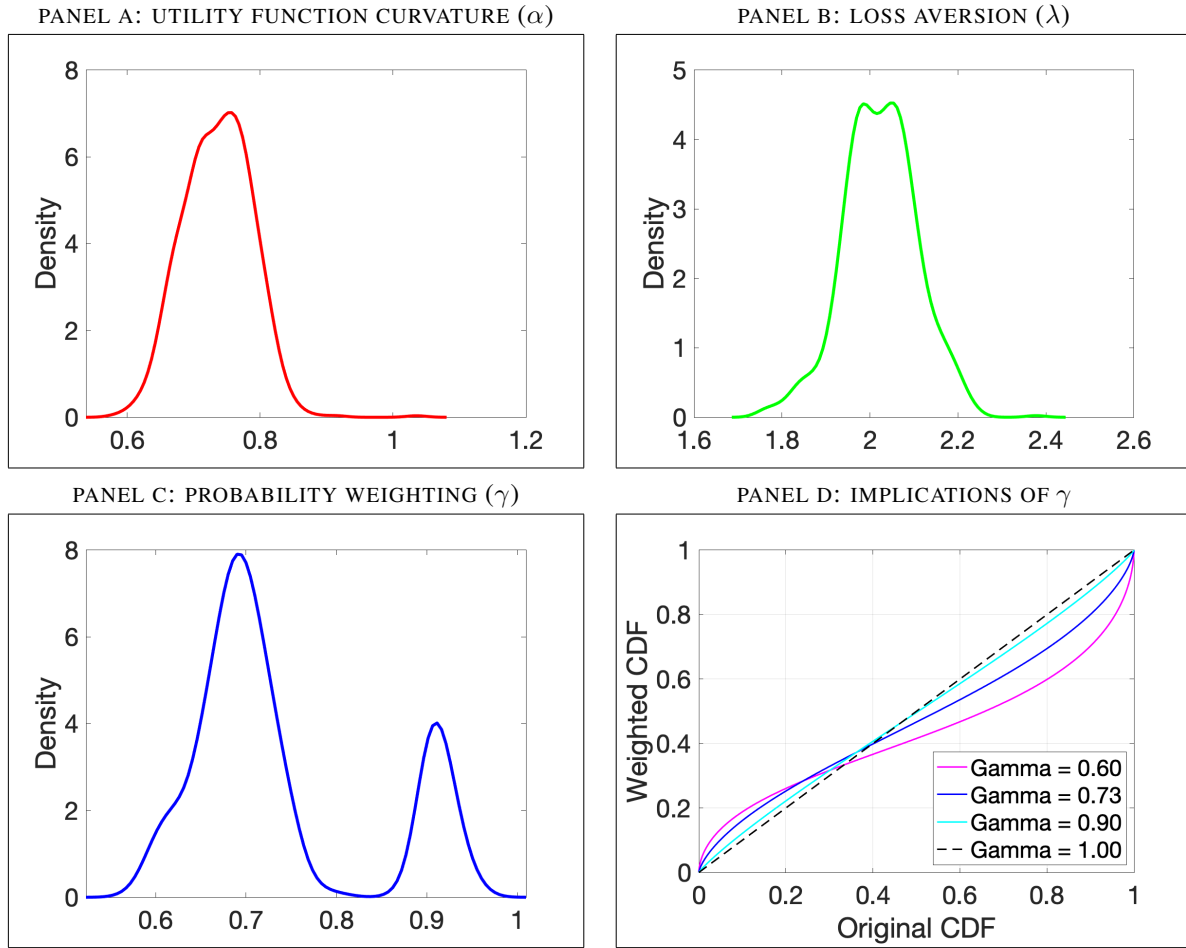 PANEL A: UTILITY FUNCTION CURVATURE (α)
8
6
4
2
0
Density
0.6 0.8 1 1.2
PANEL B: LOSS AVERSION (λ)
5
4
3
2
1
0
Density
1.6 1.8 2 2.2 2.4 2.6
PANEL C: PROBABILITY WEIGHTING (γ)
8
6
4
2
0
Density
0.6 0.7 0.8 0.9 1
PANEL D: IMPLICATIONS OF γ
1
0.8
0.6
0.4
0.2
0
Weighted CDF
Gamma = 0.60
Gamma = 0.73
Gamma = 0.90
Gamma = 1.00
0 0.2 0.4 0.6 0.8 1
Original CDF